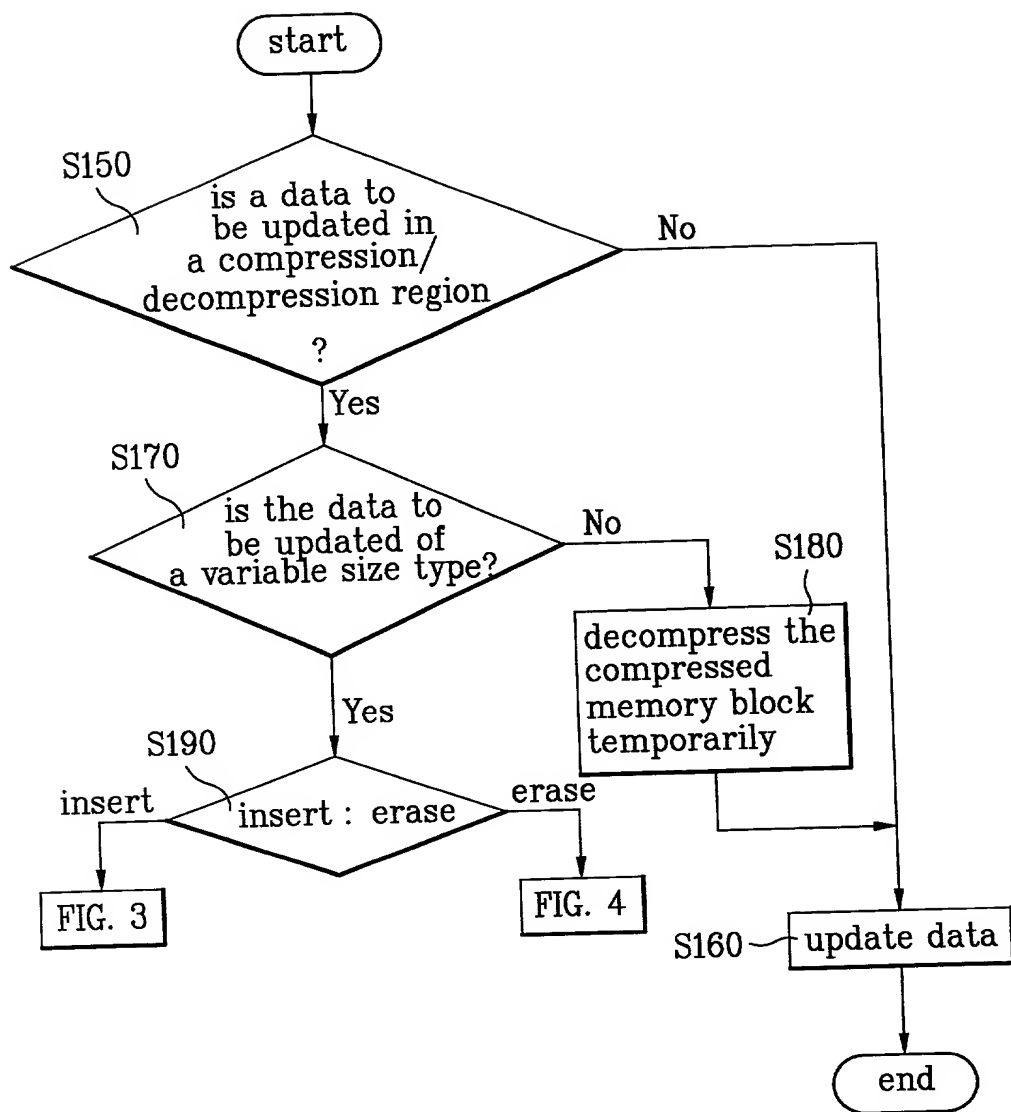 start
S150
is a data to
be updated in
a compression/
decompression region
?
No
Yes
S170
is the data to
be updated of
a variable size type?
No
S180
decompress the
compressed
memory block
temporarily
Yes
S190
insert
insert : erase
erase
FIG. 3
FIG. 4
S160
update data
end